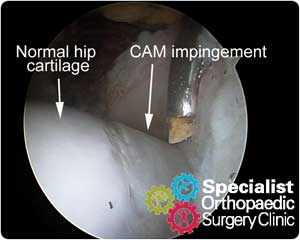 Normal hip
cartilage
CAM impingement
Specialist
Orthopaedic
Surgery Clinic